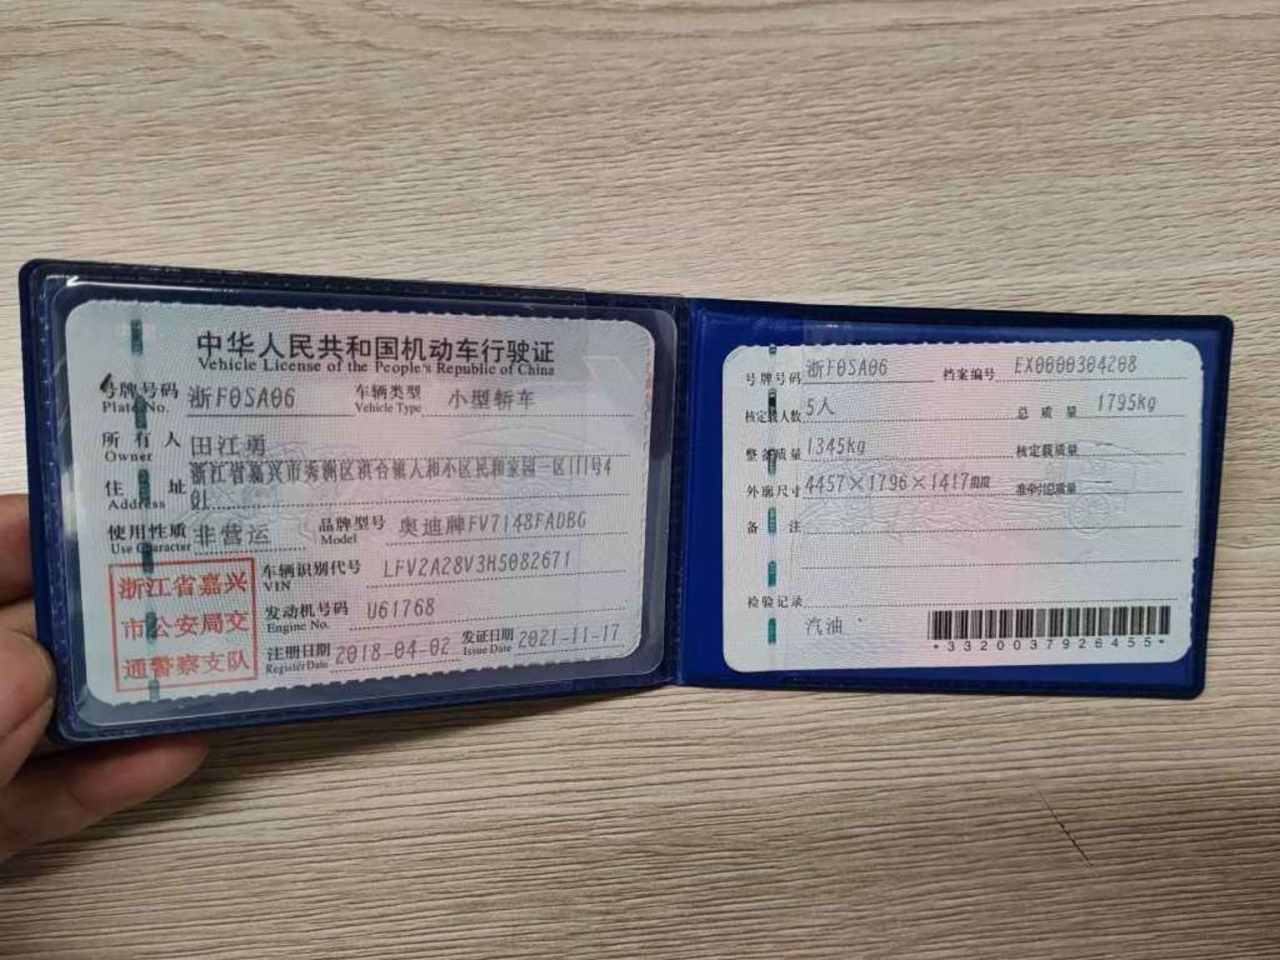 中华人民共和国机动车行驶证
Vehicle License of the People's Republic of China
号牌号码 浙F0SA06 车辆类型 小型轿车
Plate No. Vehicle Type
所有人 田江勇
Owner
浙江省嘉兴市秀洲区洪合镇人和小区民和家园一区111号4
住址 01
Address
使用性质 非营运 品牌型号 奥迪牌FV7148FADBG
Use Character Model
浙江省嘉兴
市公安局交
通警察支队
车辆识别代号 LFV2A28V3H5082671
VIN
发动机号码 U61768
Engine No.
注册日期 2018-04-02 发证日期 2021-11-17
Register Date Issue Date
号牌号码 浙F0SA06 档案编号 EX0000304208
核定载人数 5人 总质量 1795kg
整备质量 1345kg 核定载质量 --
外廓尺寸 4457×1796×1417mm 准牵引总质量 --
备注
检验记录
汽油
*3320037926455*